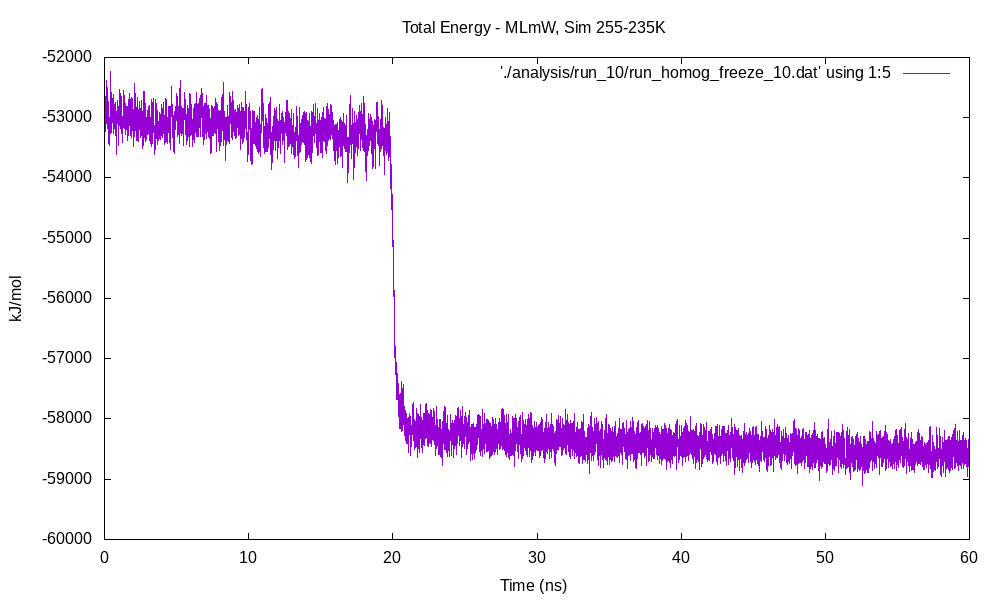 Total Energy - MLmW, Sim 255-235K
'./analysis/run_10/run_homog_freeze_10.dat' using 1:5
-52000
-53000
-54000
-55000
-56000
-57000
-58000
-59000
-60000
kJ/mol
0 10 20 30 40 50 60
Time (ns)